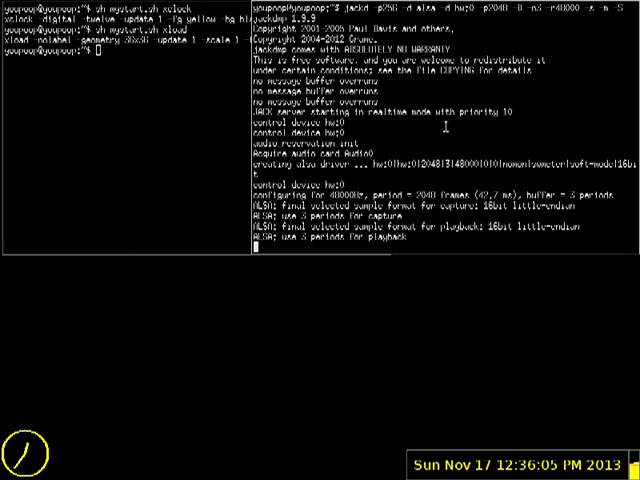 youpoop@youpoop:~$ sh mystart.sh xclock
xclock -digital -twelve -update 1 -fg yellow -bg bla
youpoop@youpoop:~$ sh mystart.sh xload
xload -nolabel -geometry 36x36 -update 1 -scale 1 -
youpoop@youpoop:~$
youpoop@youpoop:~$ jackd -p256 -d alsa -d hw:0 -p2048 -D -n3 -r48000 -s -m -S
jackdmp 1.9.9
Copyright 2001-2005 Paul Davis and others.
Copyright 2004-2012 Grame.
jackdmp comes with ABSOLUTELY NO WARRANTY
This is free software, and you are welcome to redistribute it
under certain conditions; see the file COPYING for details
no message buffer overruns
no message buffer overruns
no message buffer overruns
JACK server starting in realtime mode with priority 10
control device hw:0
control device hw:0
audio_reservation_init
Acquire audio card Audio0
creating alsa driver ... hw:0|hw:0|2048|3|48000|0|0|nomon|swmeter|soft-mode|16bi
t
control device hw:0
configuring for 48000Hz, period = 2048 frames (42.7 ms), buffer = 3 periods
ALSA: final selected sample format for capture: 16bit little-endian
ALSA: use 3 periods for capture
ALSA: final selected sample format for playback: 16bit little-endian
ALSA: use 3 periods for playback
Sun Nov 17 12:36:05 PM 2013